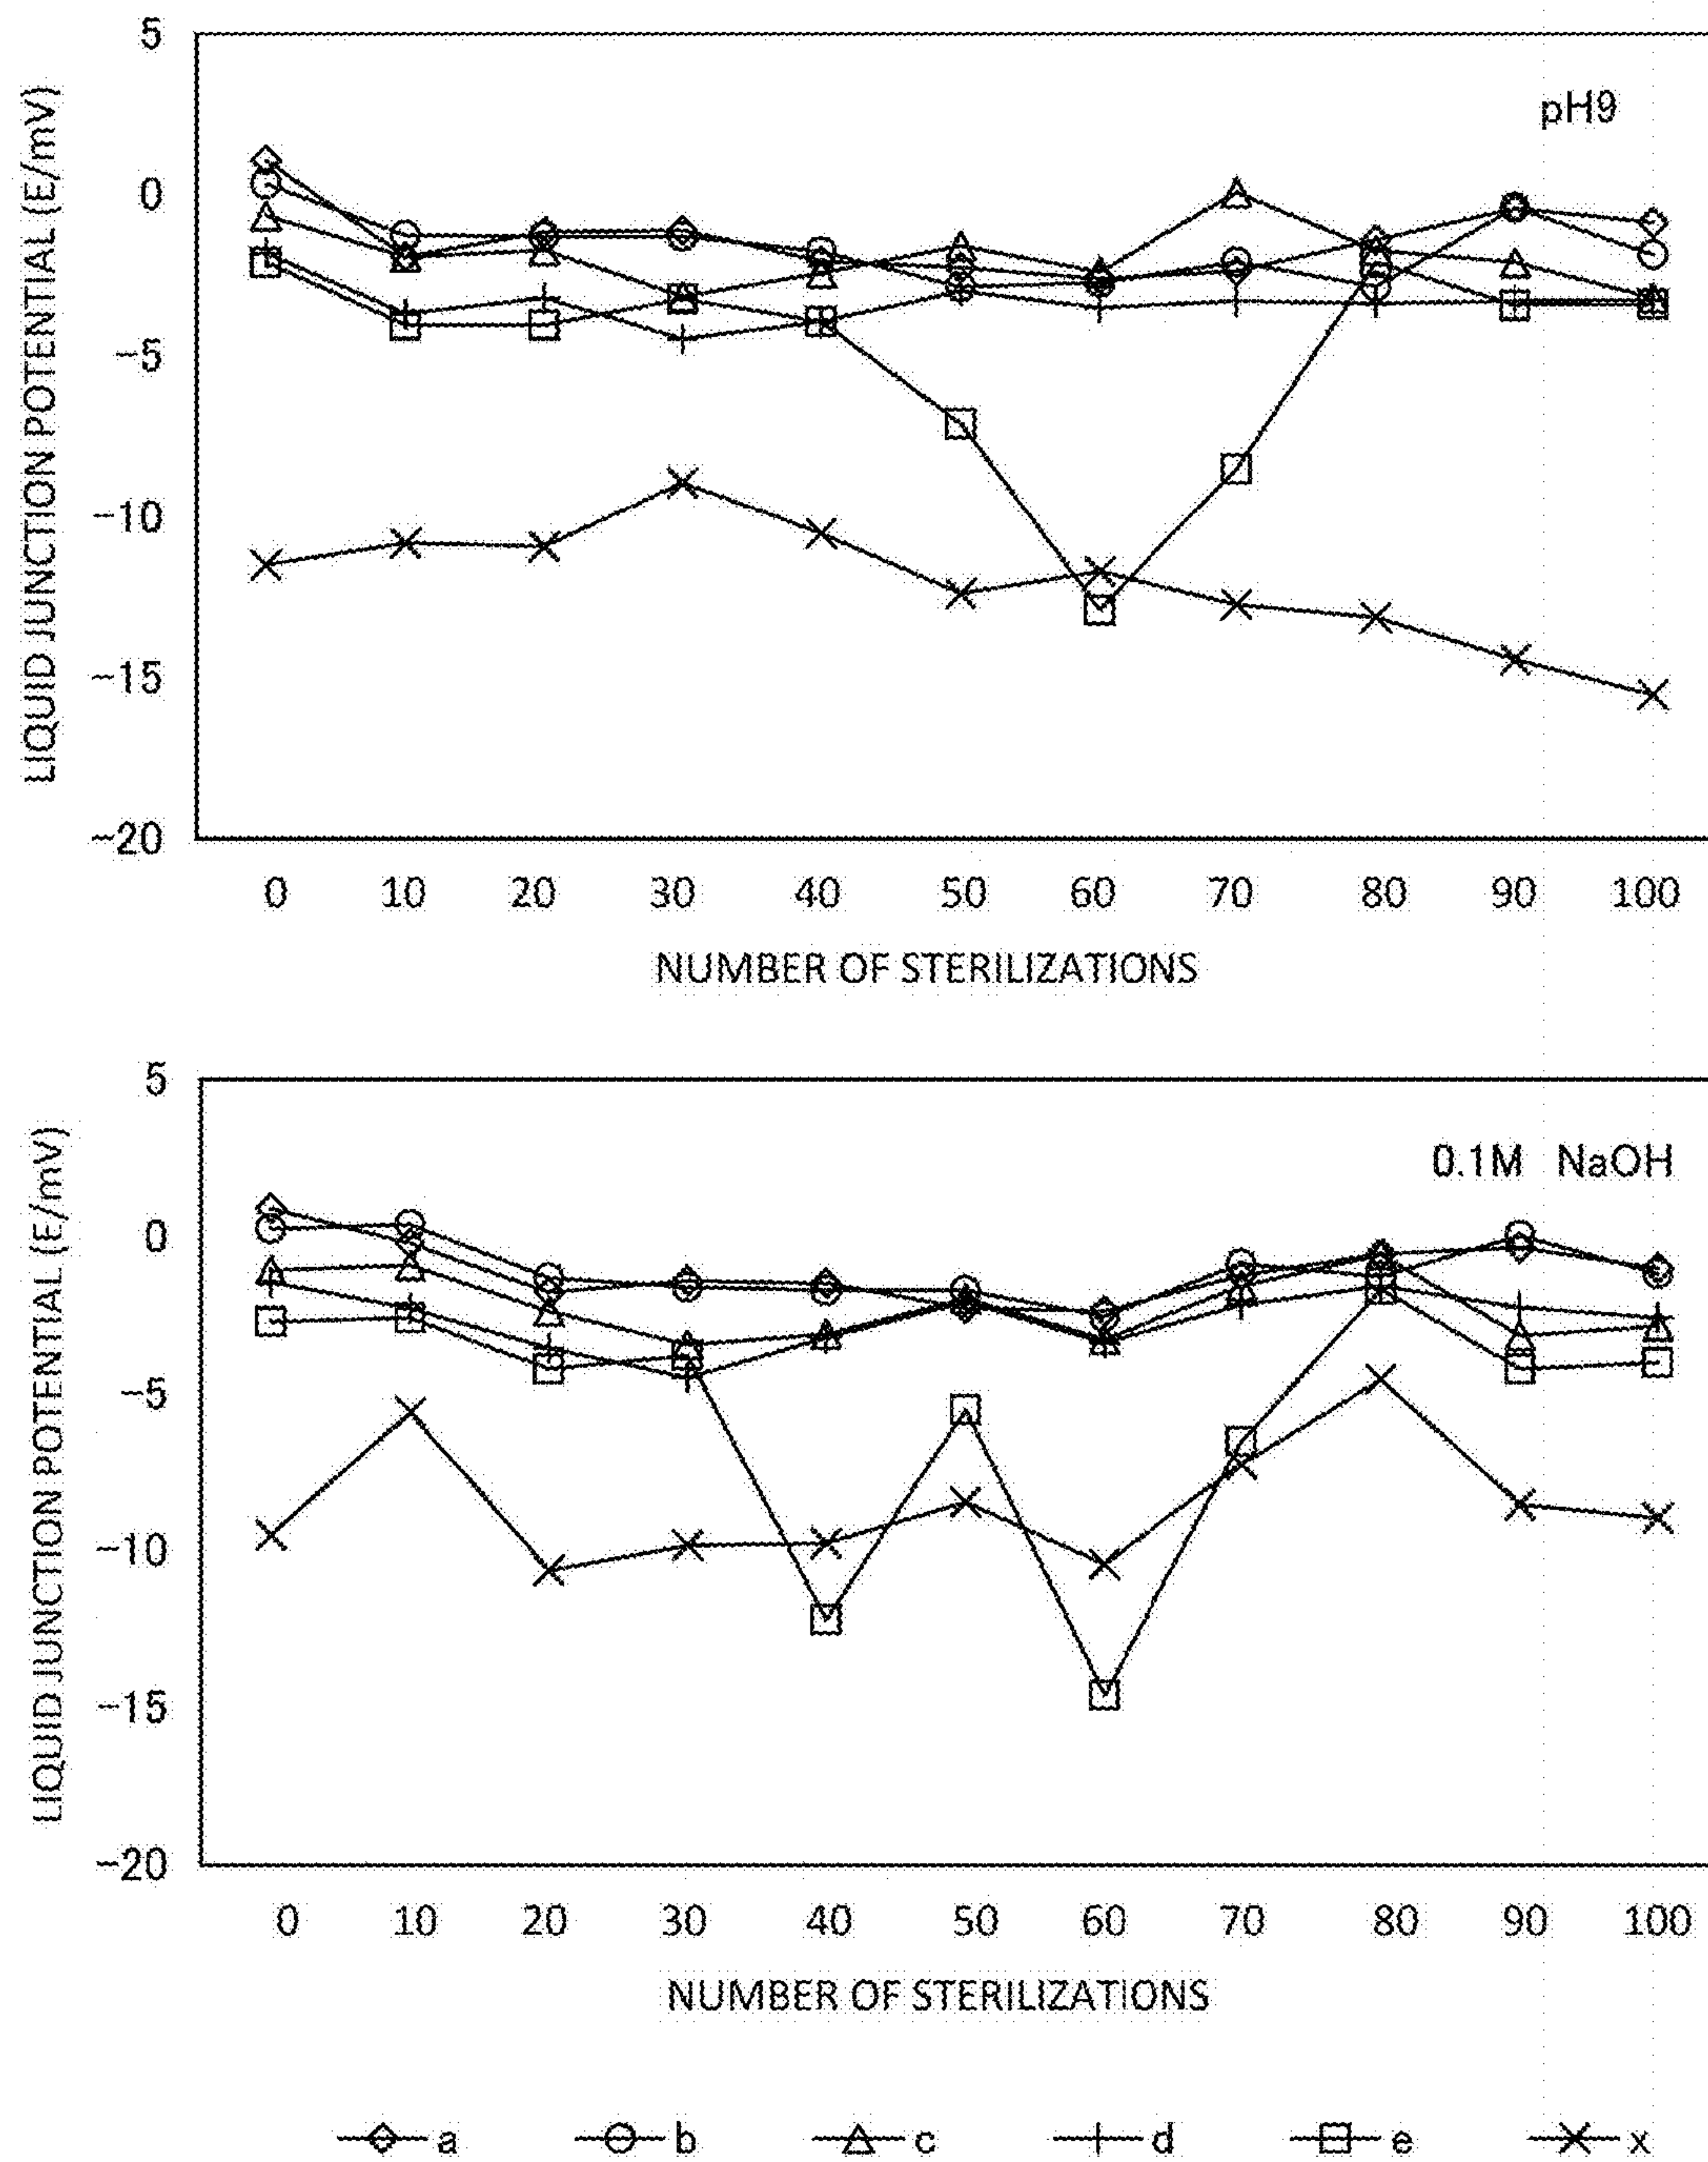 LIQUID JUNCTION POTENTIAL (E/mV)
5
0
−5
−10
−15
−20
pH9
0 10 20 30 40 50 60 70 80 90 100
NUMBER OF STERILIZATIONS
LIQUID JUNCTION POTENTIAL (E/mV)
5
0
−5
−10
−15
−20
0.1M NaOH
0 10 20 30 40 50 60 70 80 90 100
NUMBER OF STERILIZATIONS
a b c d e x